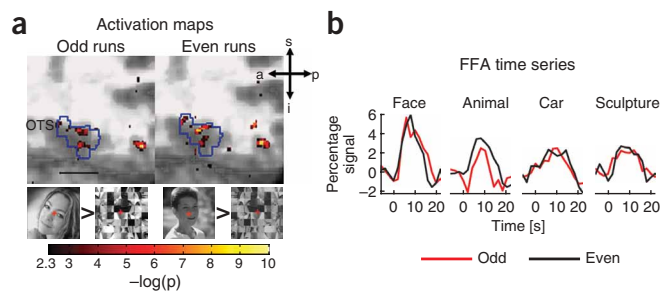 a
Activation maps
Odd runs
Even runs
s
a
p
i
OTS
>
>
2.3 3 4 5 6 7 8 9 10
–log(p)
b
FFA time series
Face
Animal
Car
Sculpture
Percentage
signal
6
4
2
0
–2
0 10 20
0 10 20
0 10 20
0 10 20
Time [s]
Odd
Even